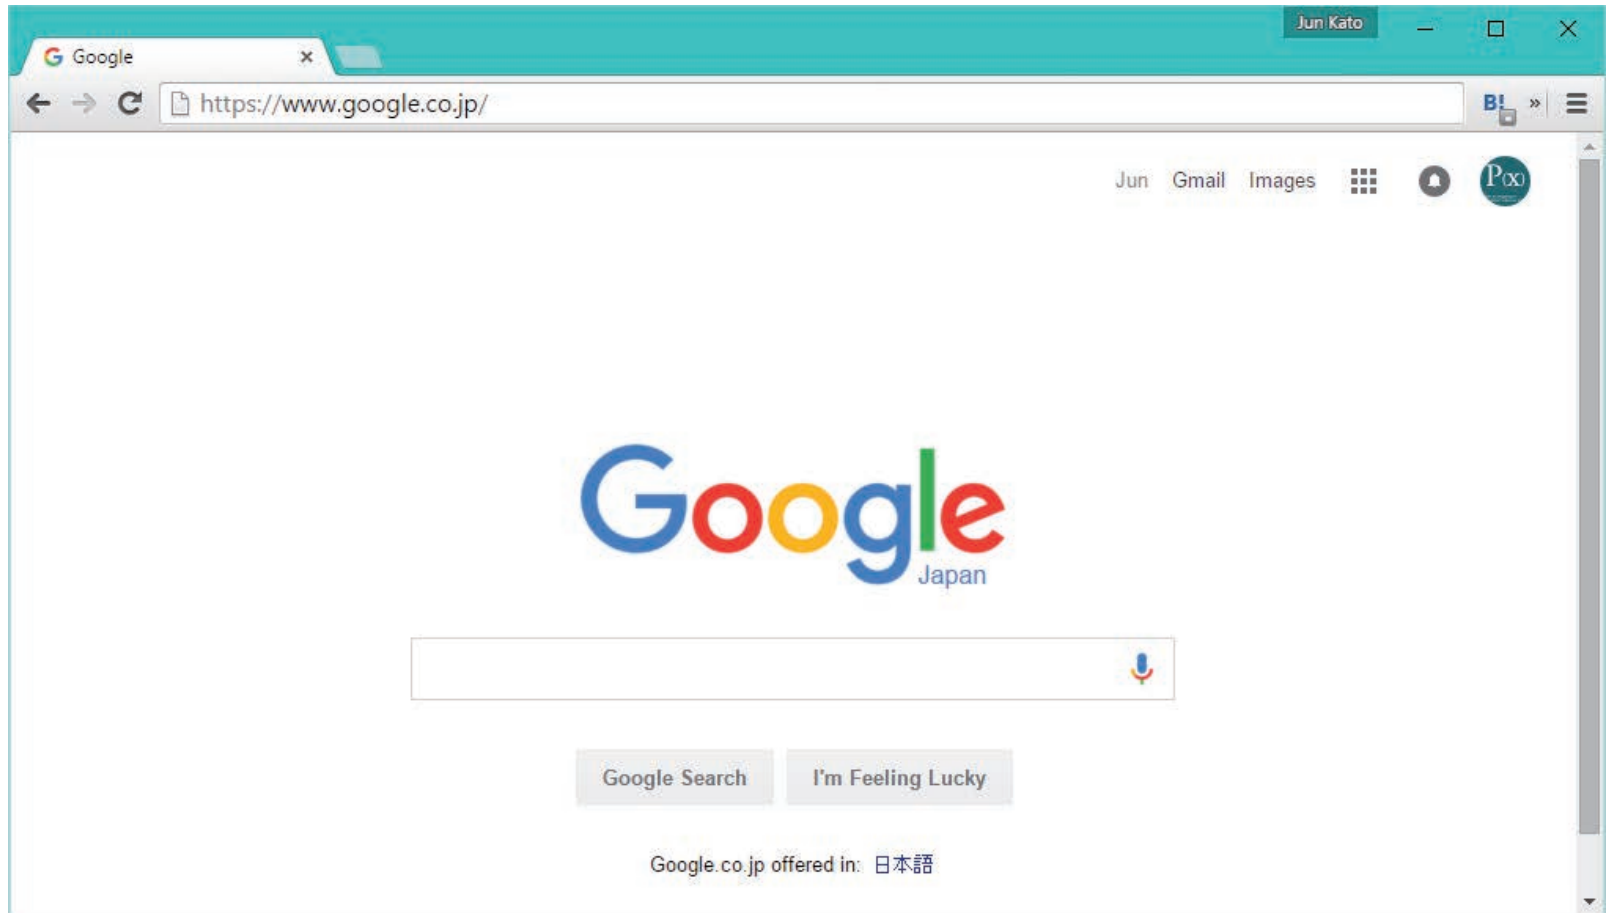 Jun Kato
Google
https://www.google.co.jp/
B!
»
Jun Gmail Images
P(x)
Google
Japan
Google Search I'm Feeling Lucky
Google.co.jp offered in: 日本語